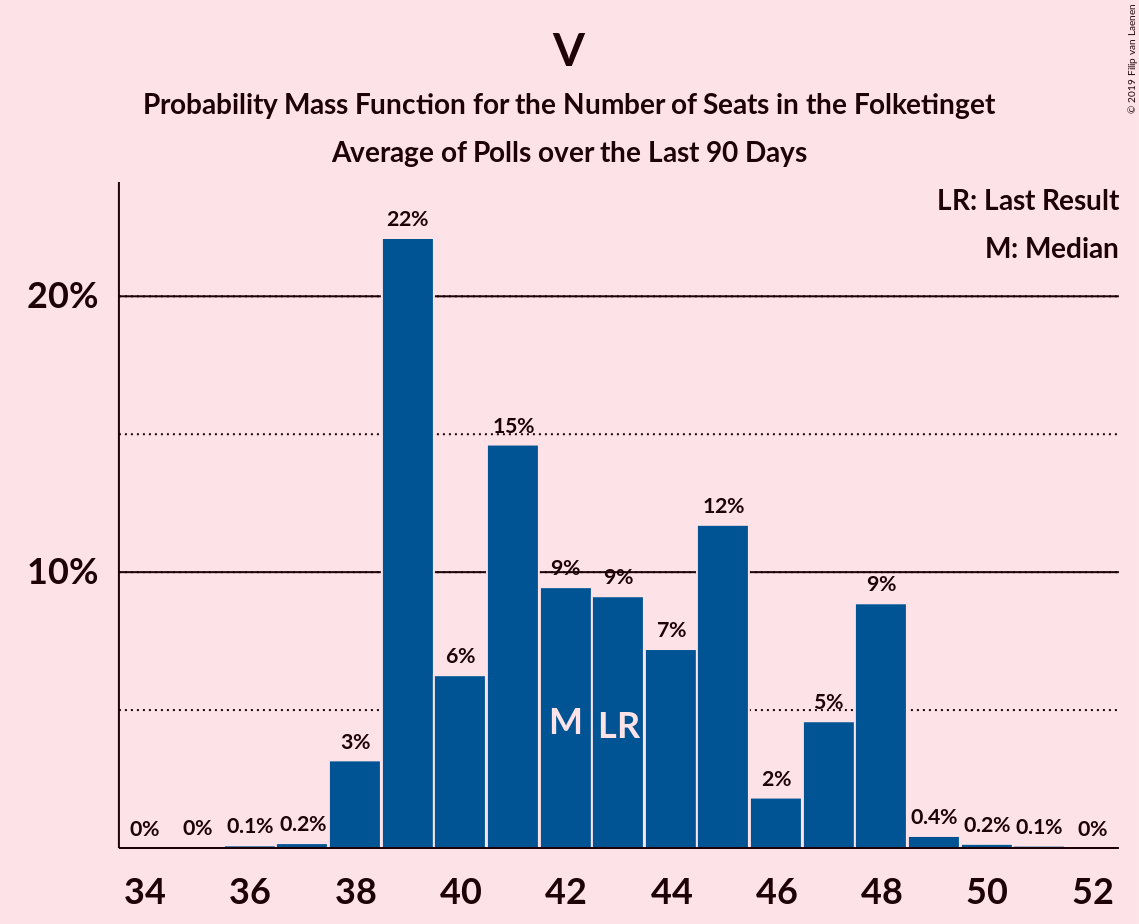 V
Probability Mass Function for the Number of Seats in the Folketinget
Average of Polls over the Last 90 Days
© 2019 Filip van Laenen
LR: Last Result
M: Median
20%
10%
0%
0%
0.1%
0.2%
3%
22%
6%
15%
9%
9%
7%
12%
2%
5%
9%
0.4%
0.2%
0.1%
0%
M
LR
34 36 38 40 42 44 46 48 50 52